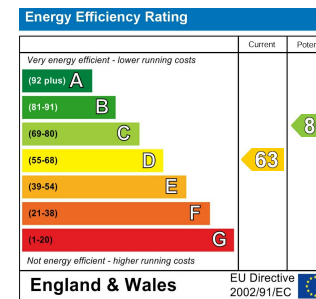 Energy Efficiency Rating
Current
Very energy efficient - lower running costs
(92 plus) A
(81-91) B
(69-80) C
(55-68) D
63
(39-54) E
(21-38) F
(1-20) G
Not energy efficient - higher running costs
England & Wales
EU Directive
2002/91/EC